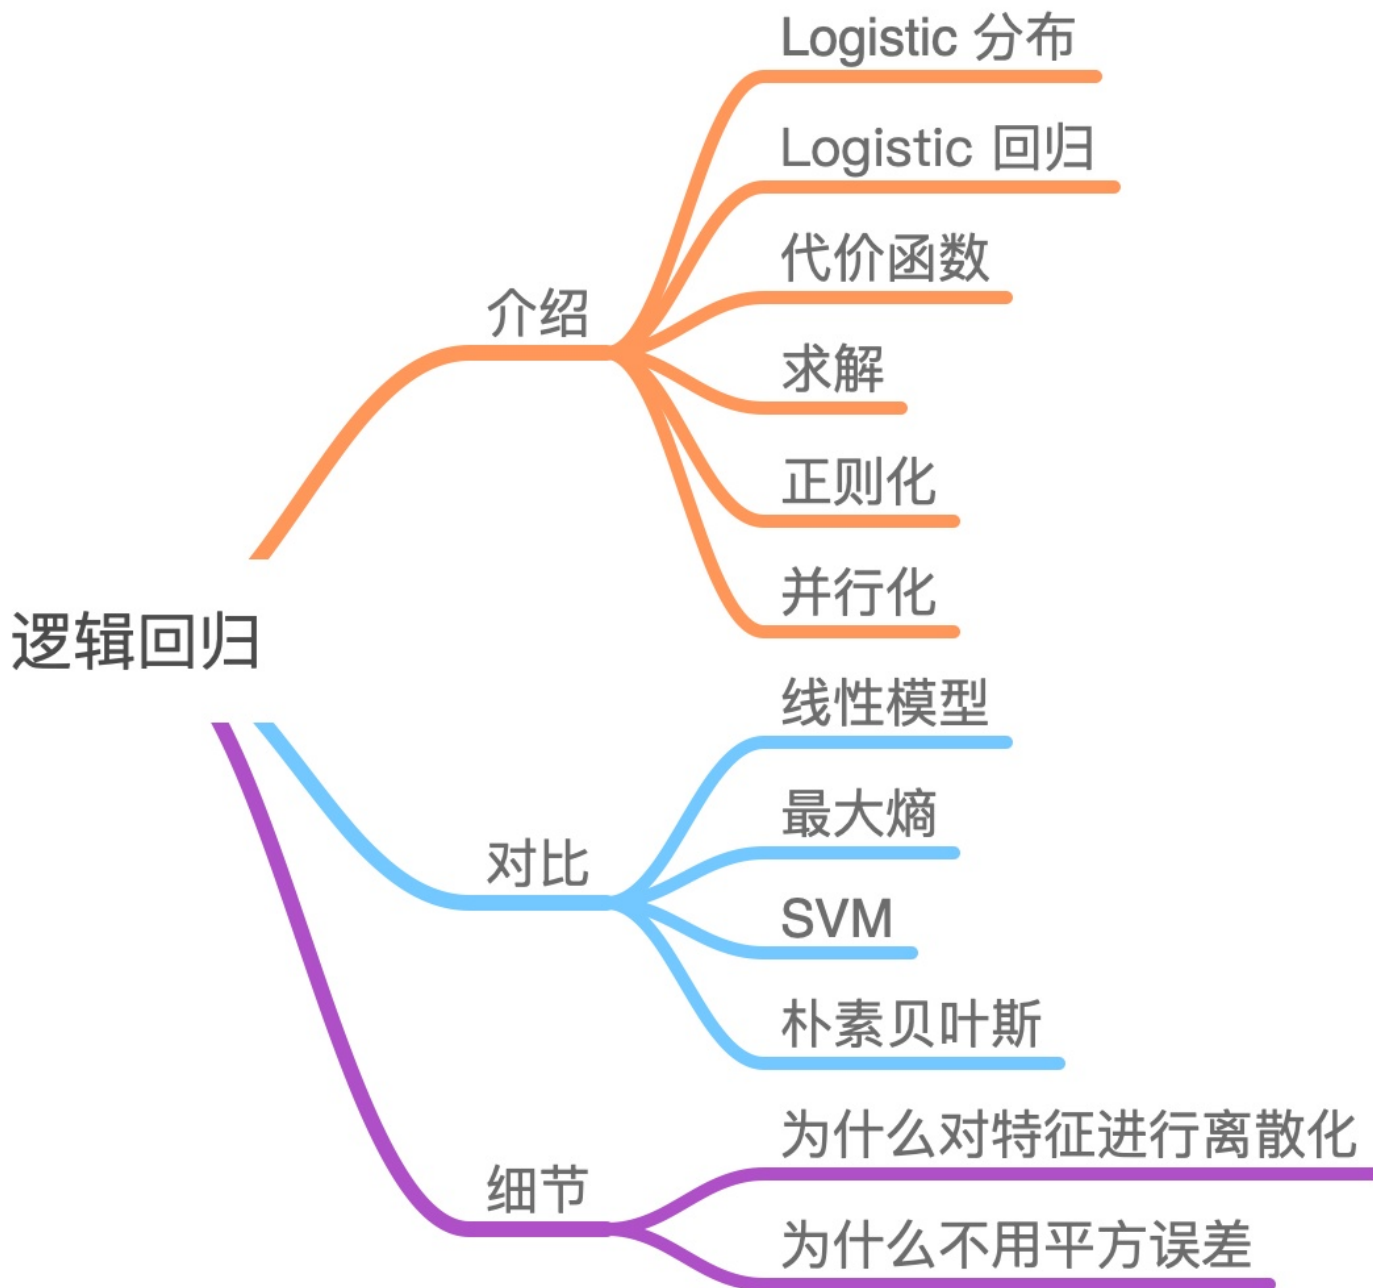 逻辑回归
介绍
Logistic 分布
Logistic 回归
代价函数
求解
正则化
并行化
对比
线性模型
最大熵
SVM
朴素贝叶斯
细节
为什么对特征进行离散化
为什么不用平方误差